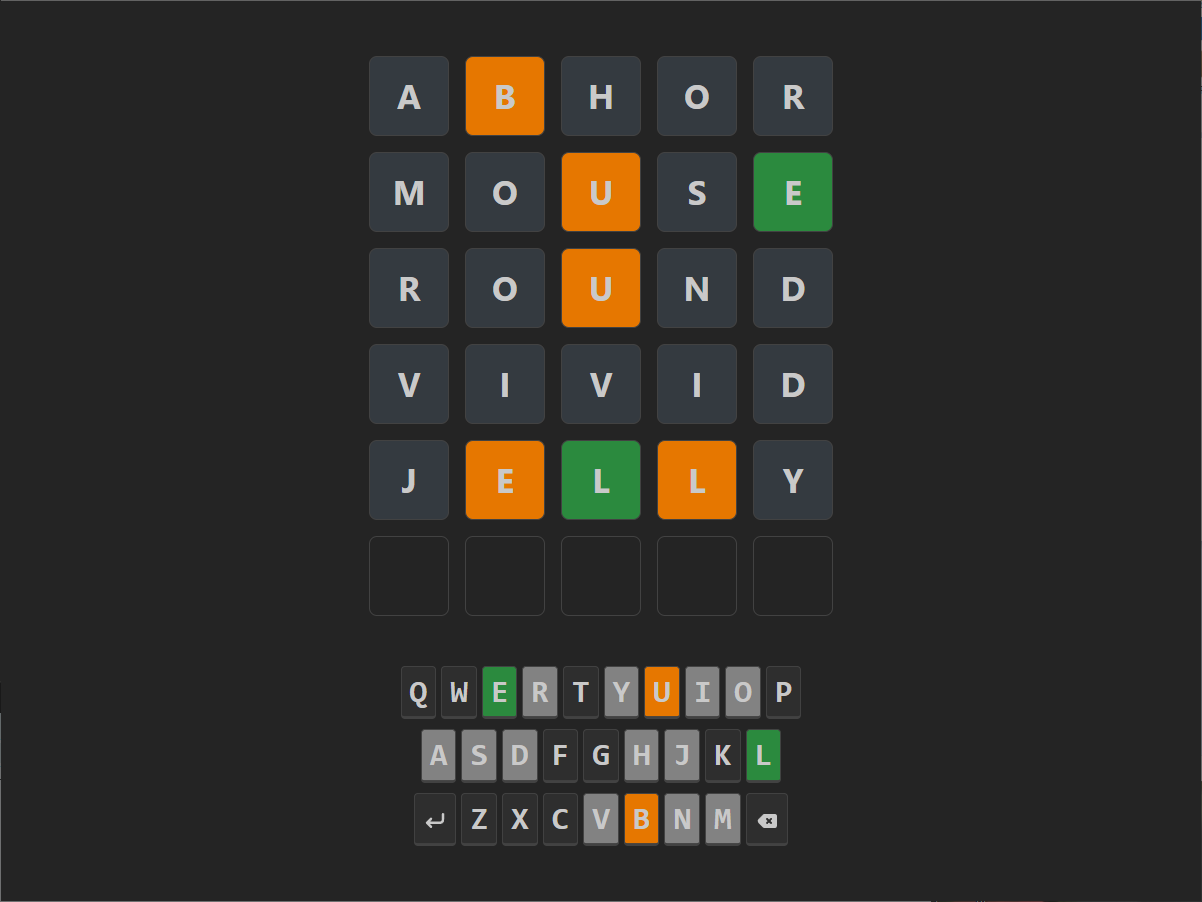 A B H O R
M O U S E
R O U N D
V I V I D
J E L L Y
Q W E R T Y U I O P
A S D F G H J K L
Z X C V B N M